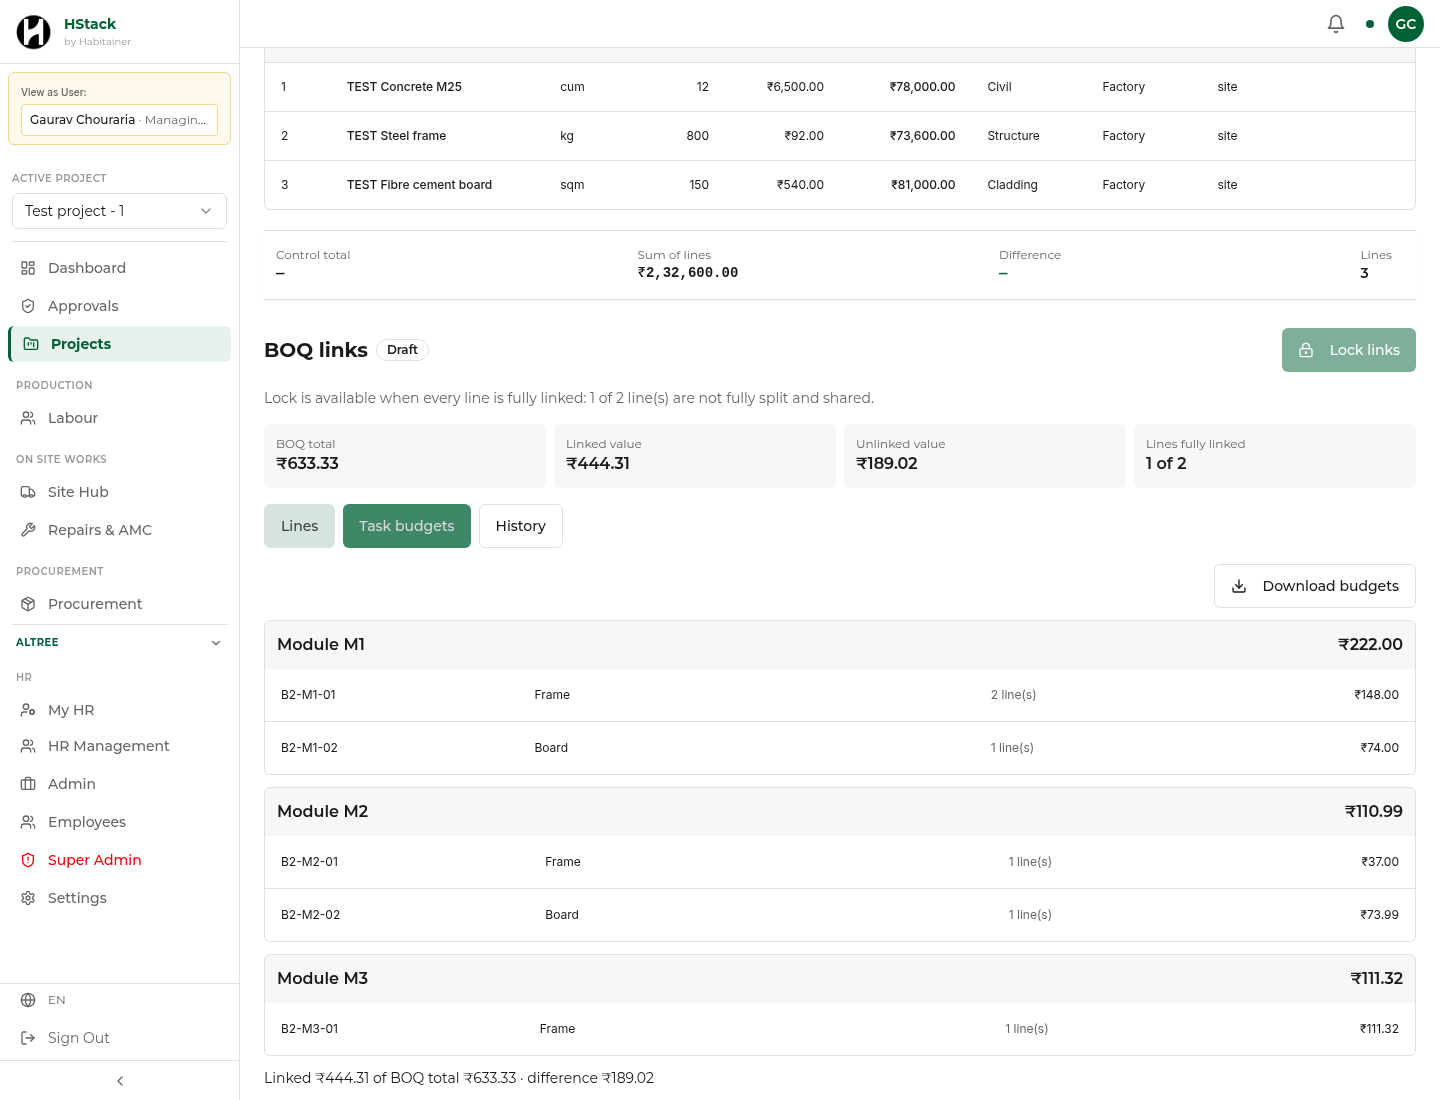 HStack
by Habitainer
GC
View as User:
Gaurav Chouraria · Managin...
ACTIVE PROJECT
Test project - 1
Dashboard
Approvals
Projects
PRODUCTION
Labour
ON SITE WORKS
Site Hub
Repairs & AMC
PROCUREMENT
Procurement
ALTREE
HR
My HR
HR Management
Admin
Employees
Super Admin
Settings
EN
Sign Out
1 TEST Concrete M25 cum 12 ₹6,500.00 ₹78,000.00 Civil Factory site
2 TEST Steel frame kg 800 ₹92.00 ₹73,600.00 Structure Factory site
3 TEST Fibre cement board sqm 150 ₹540.00 ₹81,000.00 Cladding Factory site
Control total Sum of lines Difference Lines
– ₹2,32,600.00 – 3
BOQ links Draft Lock links
Lock is available when every line is fully linked: 1 of 2 line(s) are not fully split and shared.
BOQ total Linked value Unlinked value Lines fully linked
₹633.33 ₹444.31 ₹189.02 1 of 2
Lines Task budgets History
Download budgets
Module M1 ₹222.00
B2-M1-01 Frame 2 line(s) ₹148.00
B2-M1-02 Board 1 line(s) ₹74.00
Module M2 ₹110.99
B2-M2-01 Frame 1 line(s) ₹37.00
B2-M2-02 Board 1 line(s) ₹73.99
Module M3 ₹111.32
B2-M3-01 Frame 1 line(s) ₹111.32
Linked ₹444.31 of BOQ total ₹633.33 · difference ₹189.02